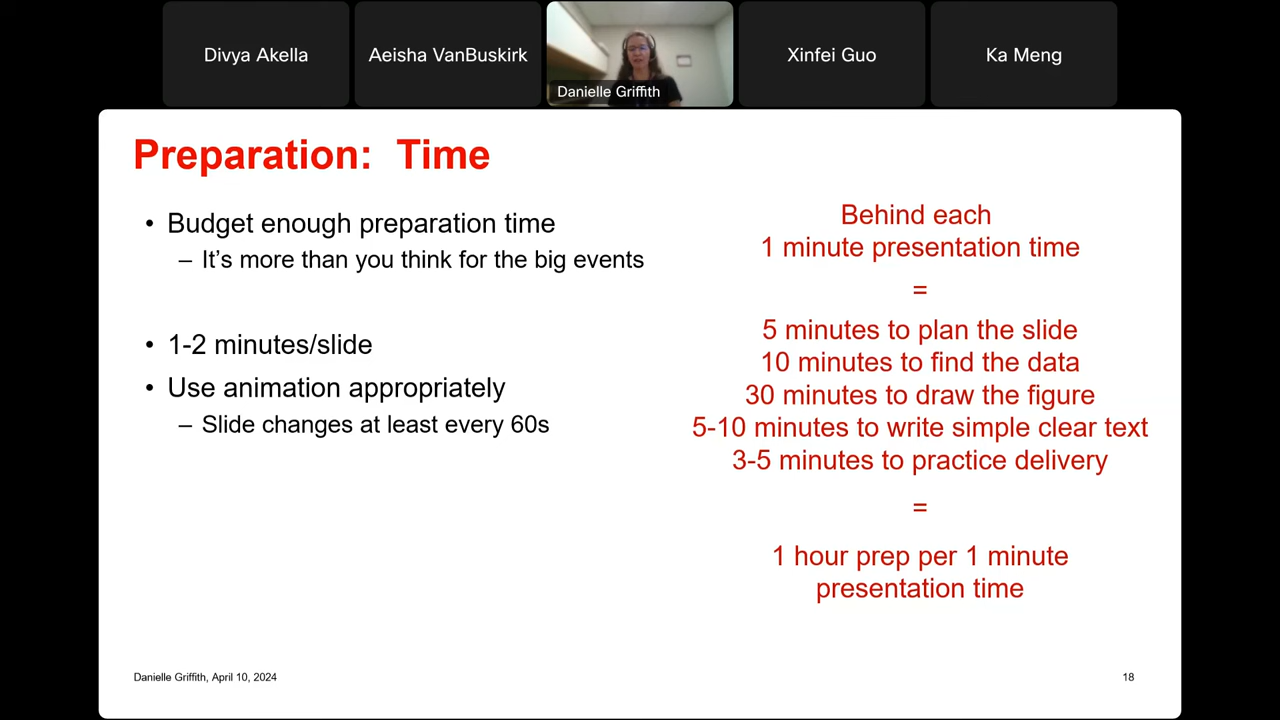 Divya Akella
Aeisha VanBuskirk
Danielle Griffith
Xinfei Guo
Ka Meng
Preparation: Time
• Budget enough preparation time
– It’s more than you think for the big events
• 1-2 minutes/slide
• Use animation appropriately
– Slide changes at least every 60s
Behind each
1 minute presentation time
=
5 minutes to plan the slide
10 minutes to find the data
30 minutes to draw the figure
5-10 minutes to write simple clear text
3-5 minutes to practice delivery
=
1 hour prep per 1 minute
presentation time
Danielle Griffith, April 10, 2024
18